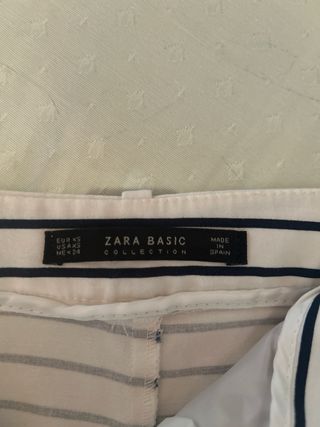 EUR XS
USA XS
MEX 24
ZARA BASIC
COLLECTION
MADE
IN
SPAIN